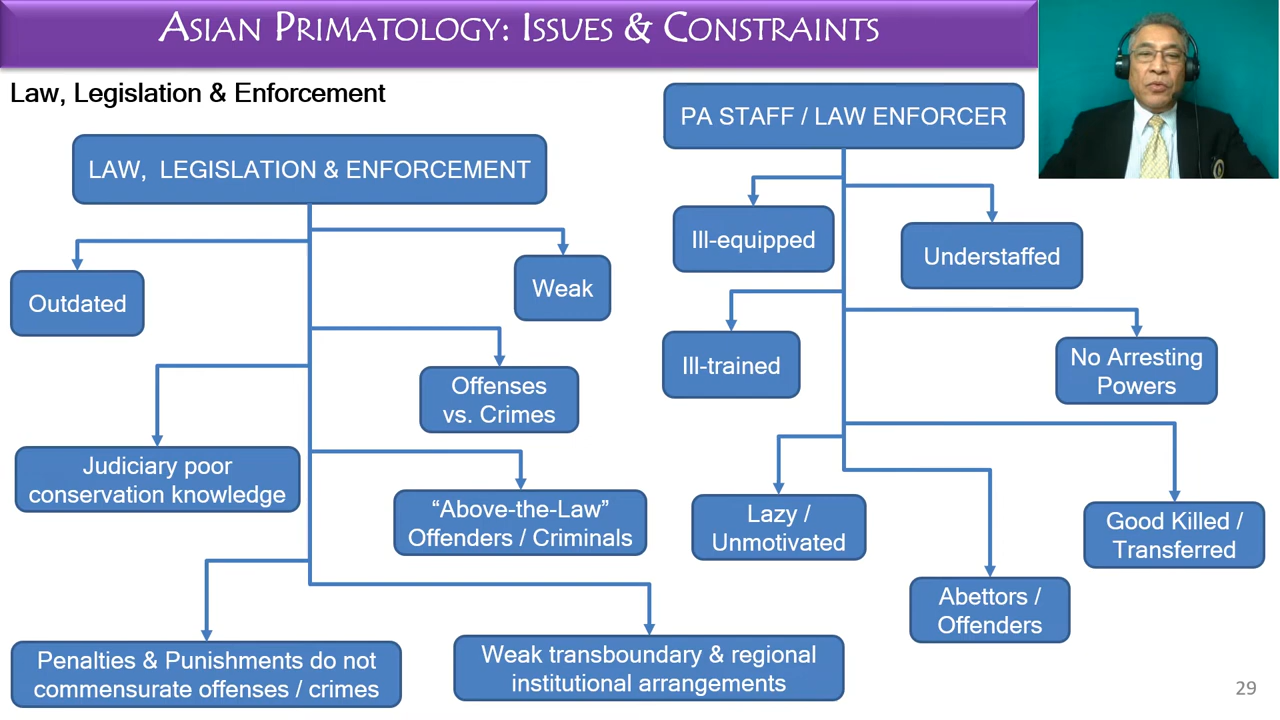 ASIAN PRIMATOLOGY: ISSUES & CONSTRAINTS
Law, Legislation & Enforcement
LAW, LEGISLATION & ENFORCEMENT
Outdated
Weak
Offenses
vs. Crimes
Judiciary poor
conservation knowledge
“Above-the-Law”
Offenders / Criminals
Penalties & Punishments do not
commensurate offenses / crimes
Weak transboundary & regional
institutional arrangements
PA STAFF / LAW ENFORCER
Ill-equipped
Understaffed
Ill-trained
No Arresting
Powers
Lazy /
Unmotivated
Good Killed /
Transferred
Abettors /
Offenders
29